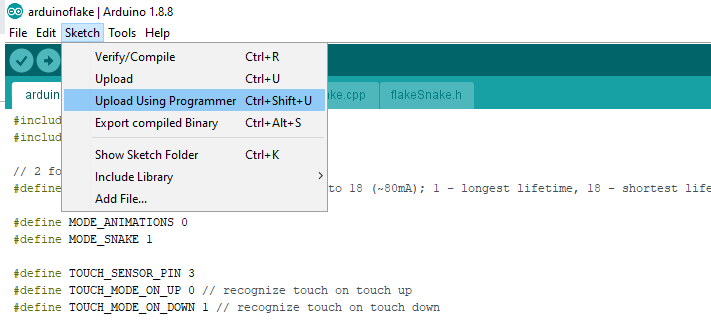 arduinoflake | Arduino 1.8.8
File Edit Sketch Tools Help
Verify/Compile Ctrl+R
Upload Ctrl+U
arduin Upload Using Programmer Ctrl+Shift+U ke.cpp flakeSnake.h
Export compiled Binary Ctrl+Alt+S
#includ
#includ
Show Sketch Folder Ctrl+K
// 2 fo Include Library
#define to 18 (~80mA); 1 - longest lifetime, 18 - shortest life
Add File...
#define MODE_ANIMATIONS 0
#define MODE_SNAKE 1
#define TOUCH_SENSOR_PIN 3
#define TOUCH_MODE_ON_UP 0 // recognize touch on touch up
#define TOUCH_MODE_ON_DOWN 1 // recognize touch on touch down